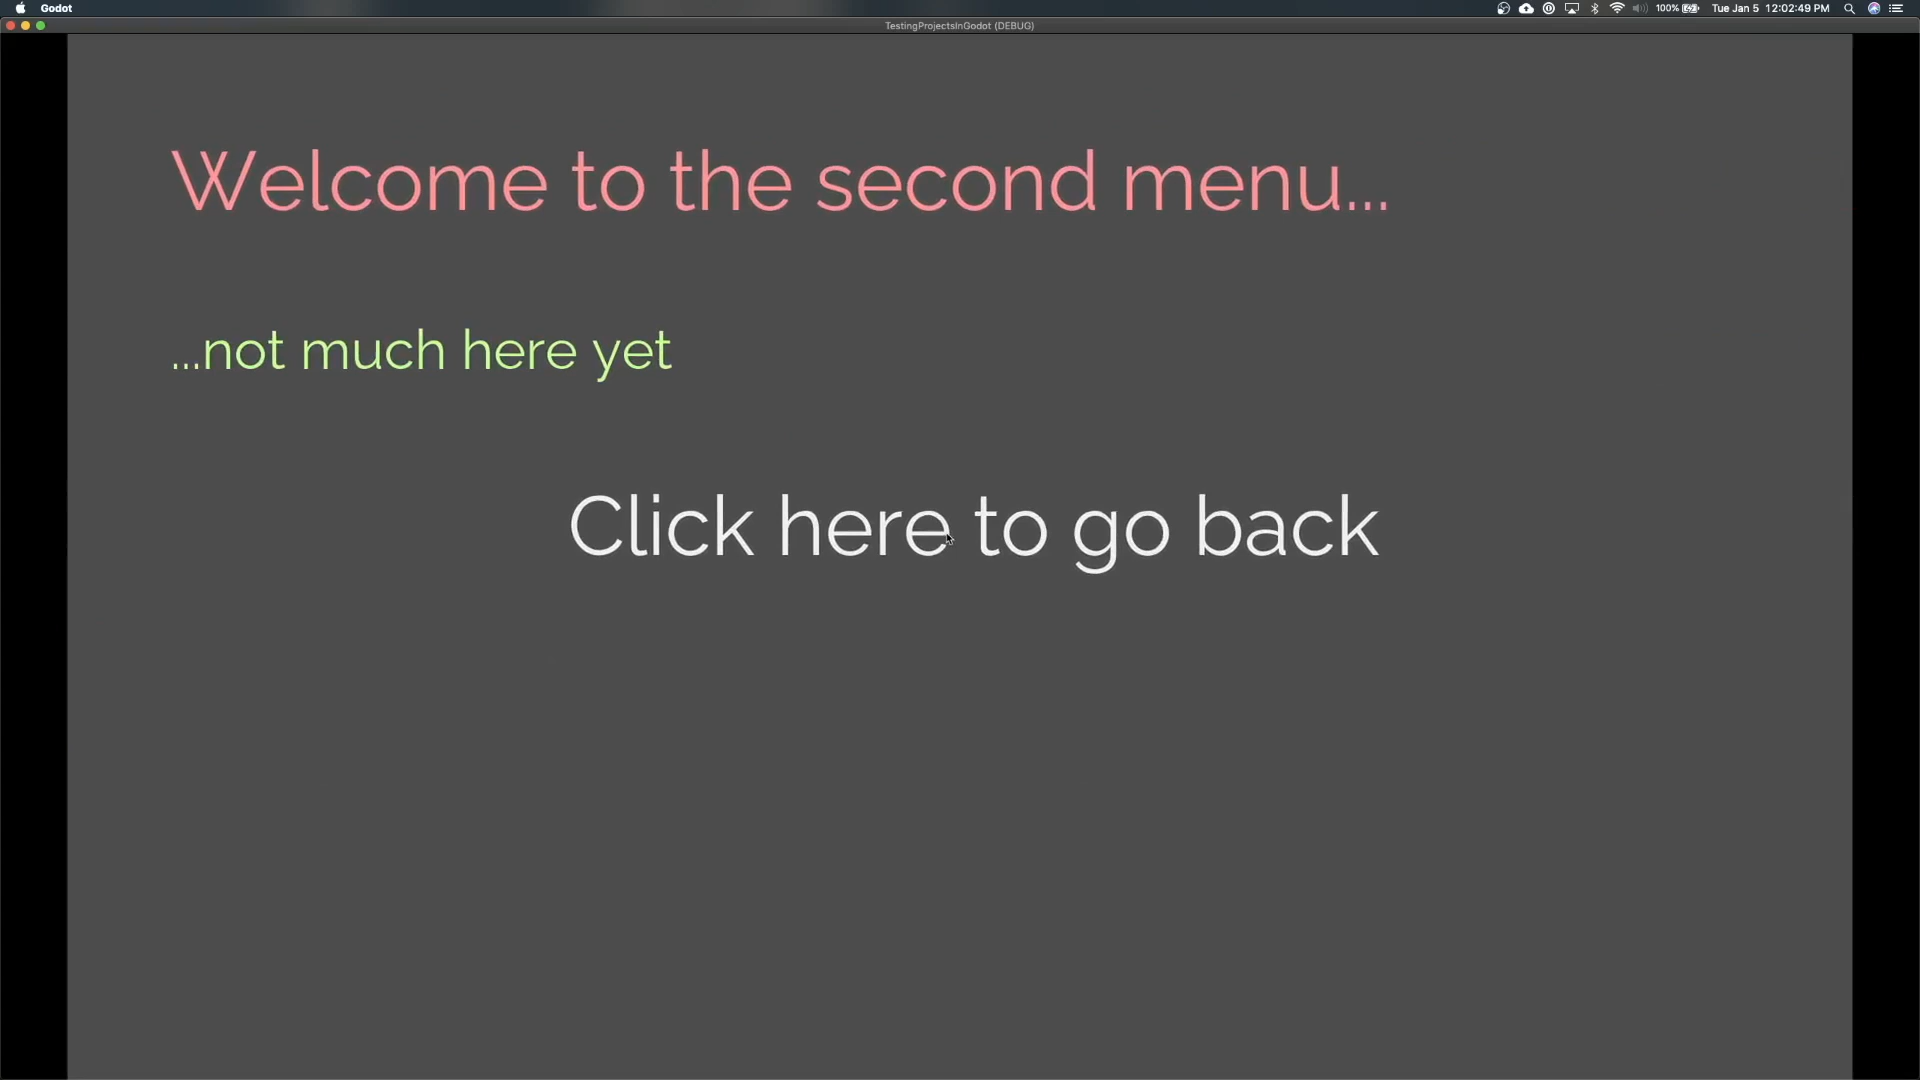 Godot
100%
Tue Jan 5 12:02:49 PM
TestingProjectsInGodot (DEBUG)
Welcome to the second menu...
...not much here yet
Click here to go back